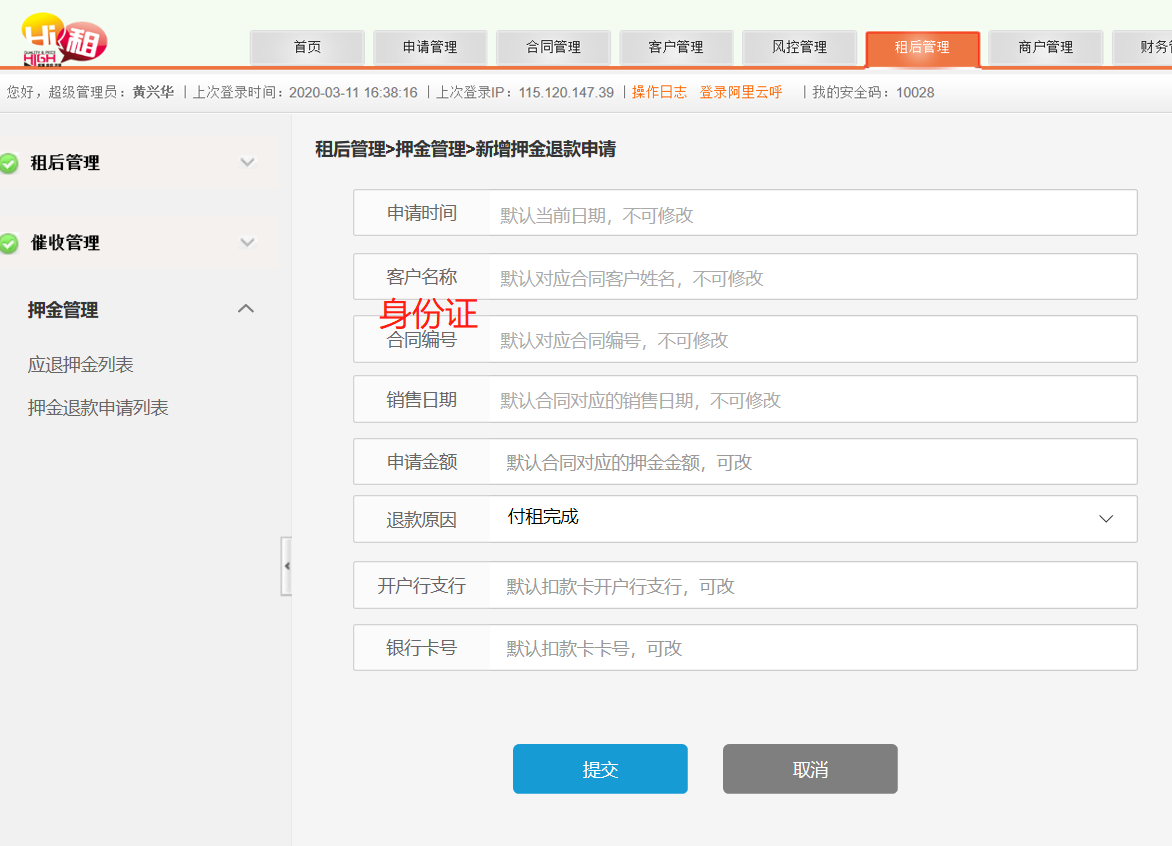 Hi租
HIGH
首页 申请管理 合同管理 客户管理 风控管理 租后管理 商户管理 财务
您好，超级管理员：黄兴华 | 上次登录时间：2020-03-11 16:38:16 | 上次登录IP：115.120.147.39 | 操作日志 登录阿里云呼 | 我的安全码：10028
租后管理
催收管理
押金管理
应退押金列表
押金退款申请列表
租后管理>押金管理>新增押金退款申请
申请时间 默认当前日期，不可修改
客户名称 默认对应合同客户姓名，不可修改
身份证
合同编号 默认对应合同编号，不可修改
销售日期 默认合同对应的销售日期，不可修改
申请金额 默认合同对应的押金金额，可改
退款原因 付租完成
开户行支行 默认扣款卡开户行支行，可改
银行卡号 默认扣款卡卡号，可改
提交 取消